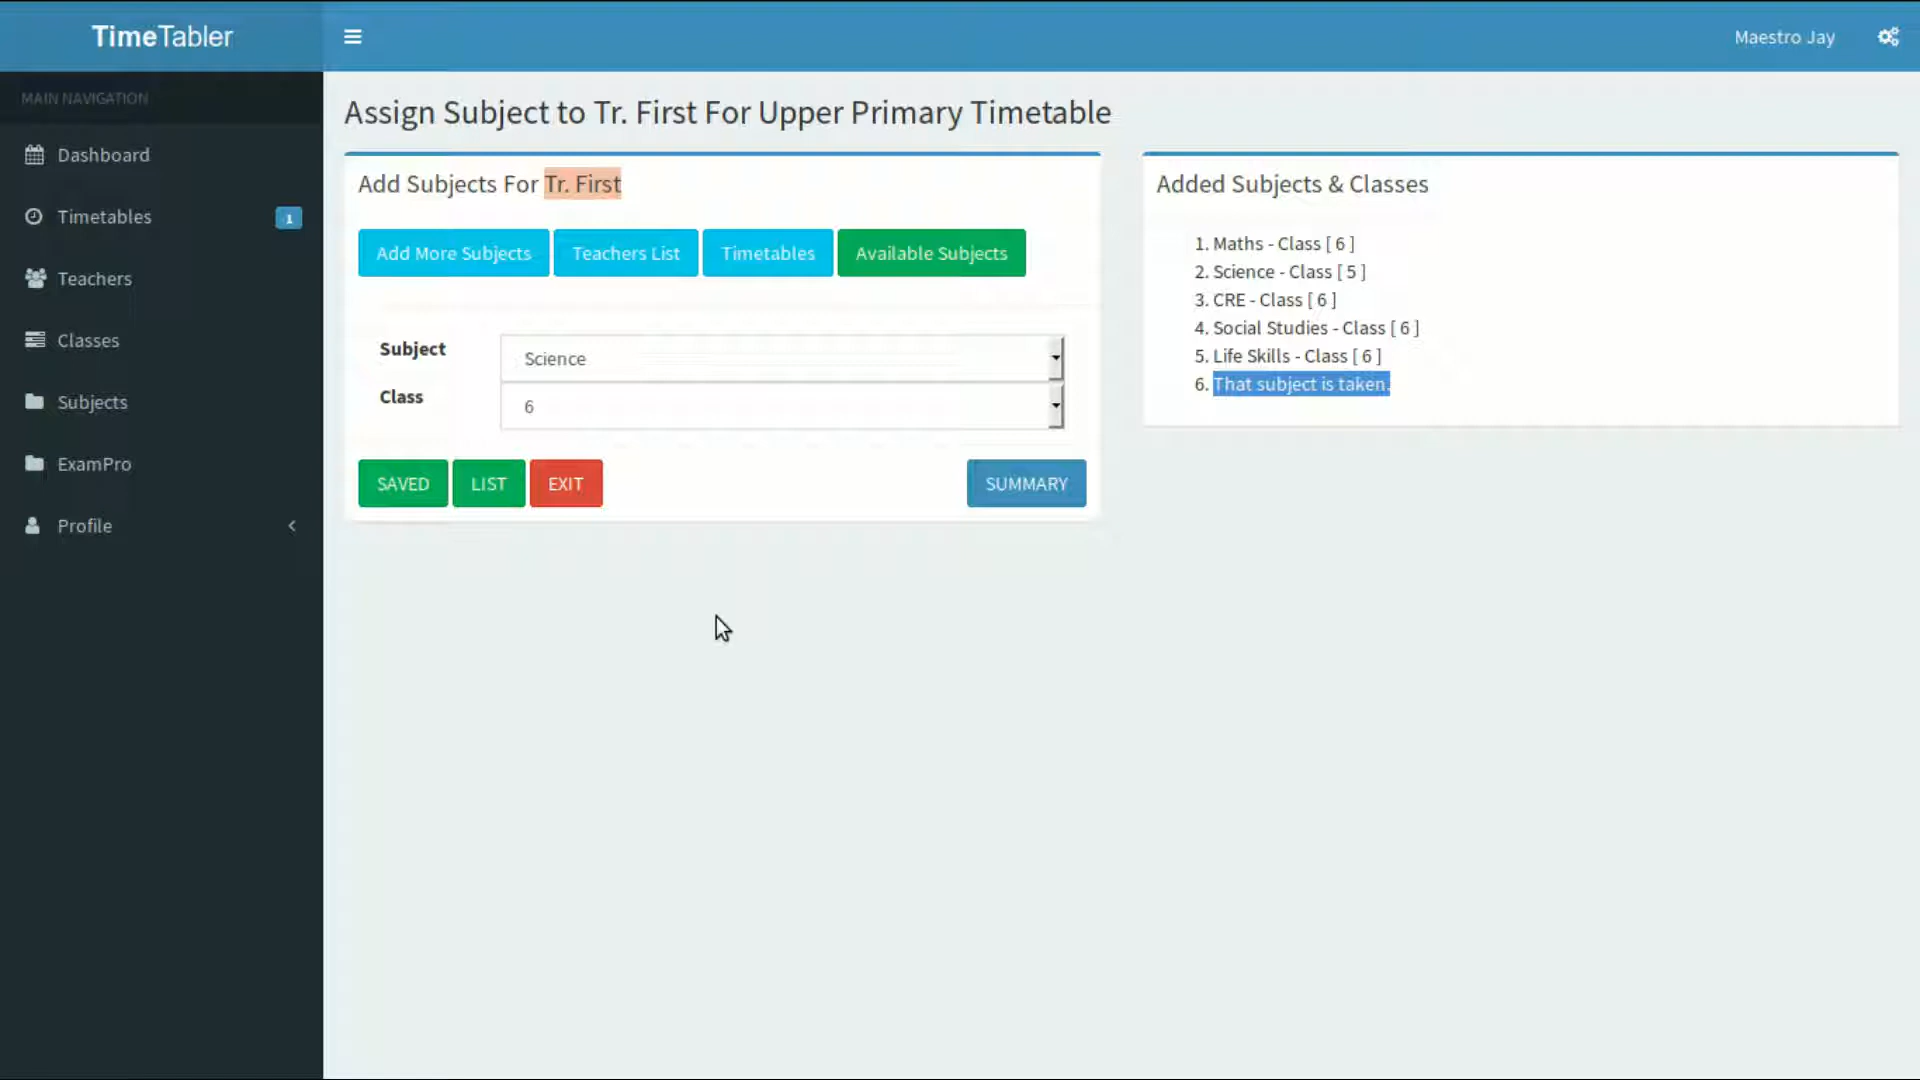 TimeTabler
Maestro Jay
MAIN NAVIGATION
Dashboard
Timetables 1
Teachers
Classes
Subjects
ExamPro
Profile
Assign Subject to Tr. First For Upper Primary Timetable
Add Subjects For Tr. First
Add More Subjects Teachers List Timetables Available Subjects
Subject Science
Class 6
SAVED LIST EXIT SUMMARY
Added Subjects & Classes
1. Maths - Class [ 6 ]
2. Science - Class [ 5 ]
3. CRE - Class [ 6 ]
4. Social Studies - Class [ 6 ]
5. Life Skills - Class [ 6 ]
6. That subject is taken.